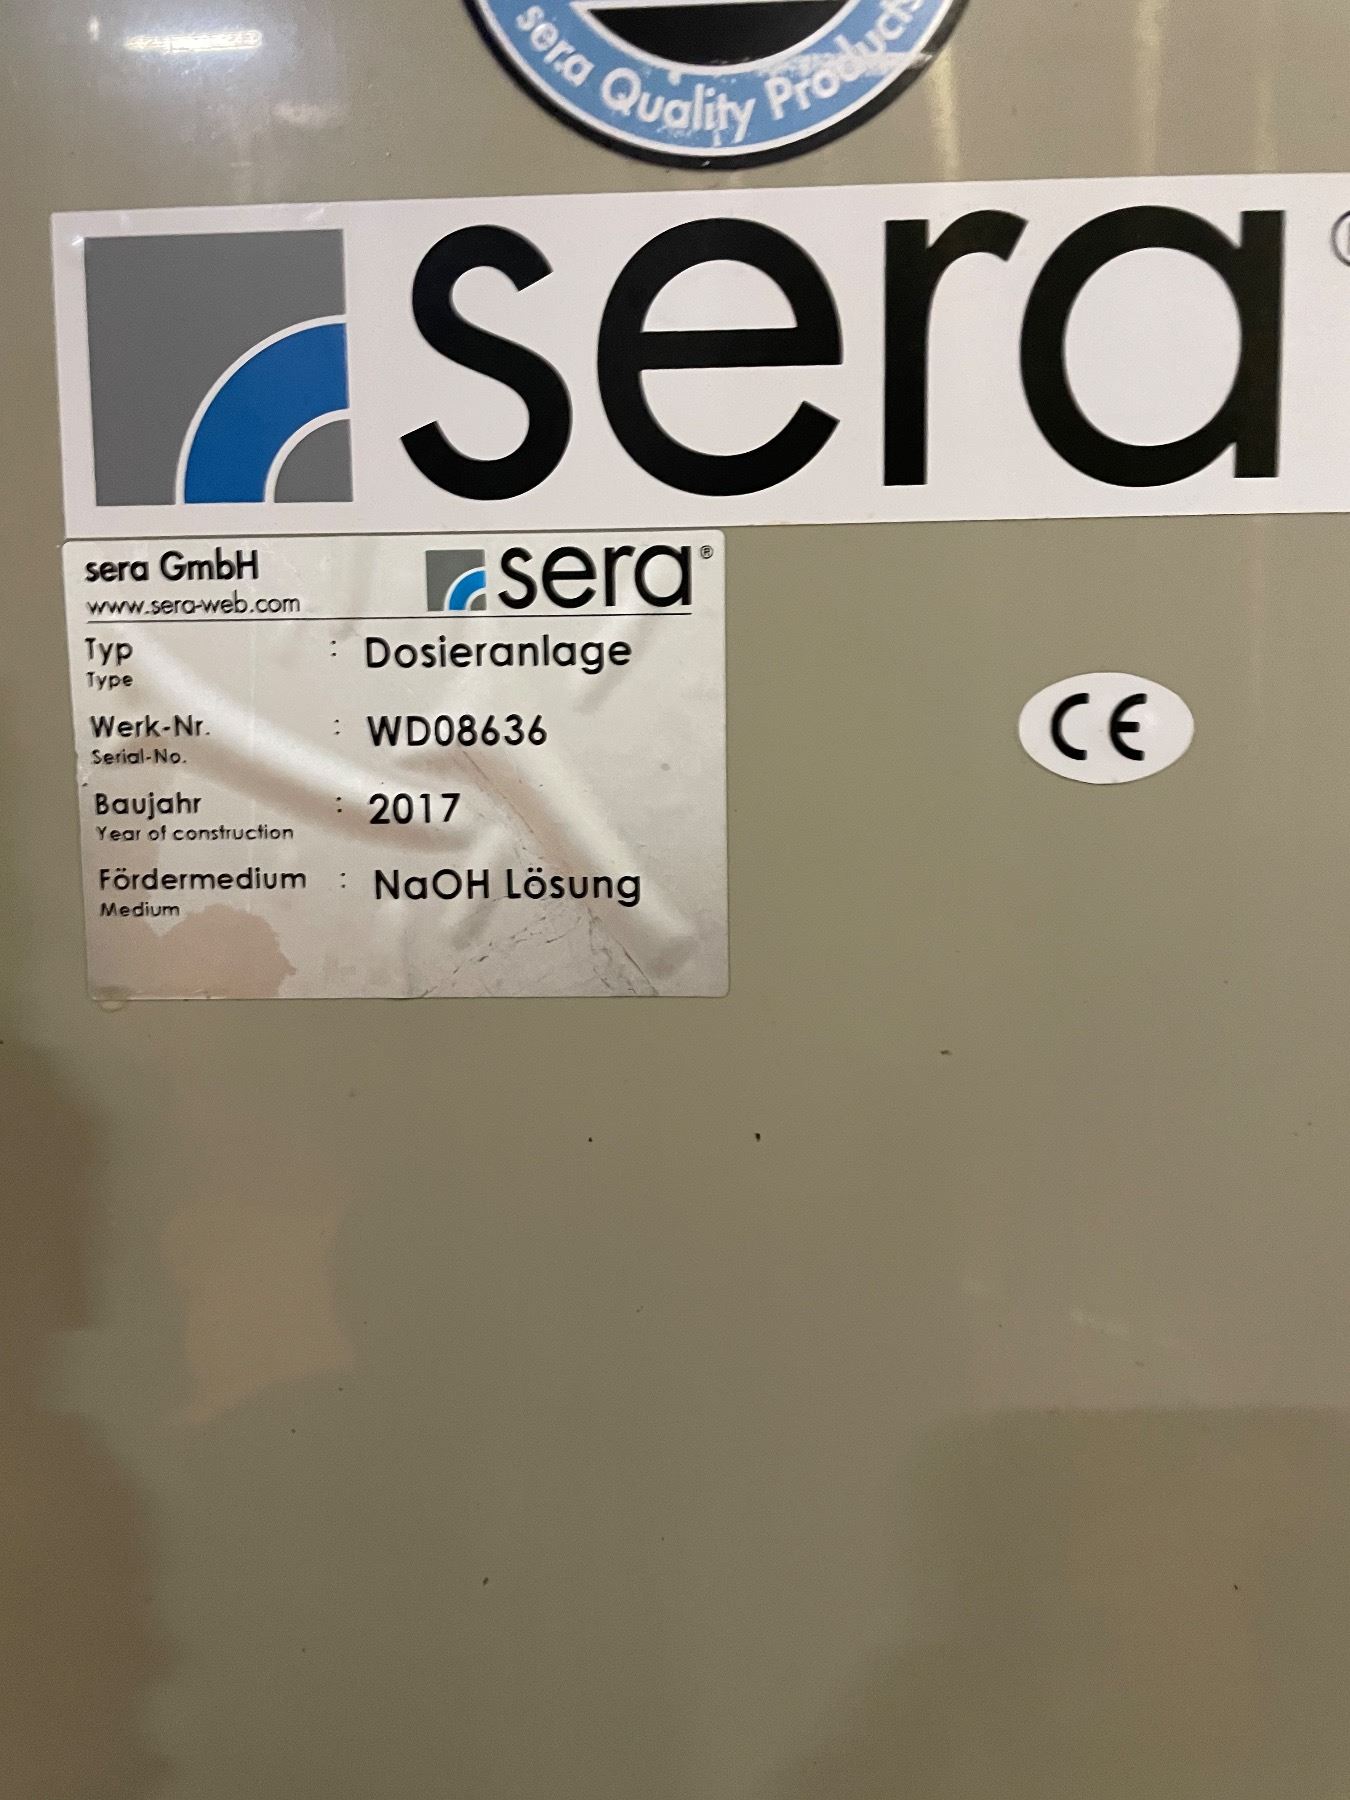 sera Quality Products
sera
sera GmbH
www.sera-web.com
sera®
Typ : Dosieranlage
Type
Werk-Nr. : WD08636
Serial-No.
Baujahr : 2017
Year of construction
Fördermedium : NaOH Lösung
Medium
CE